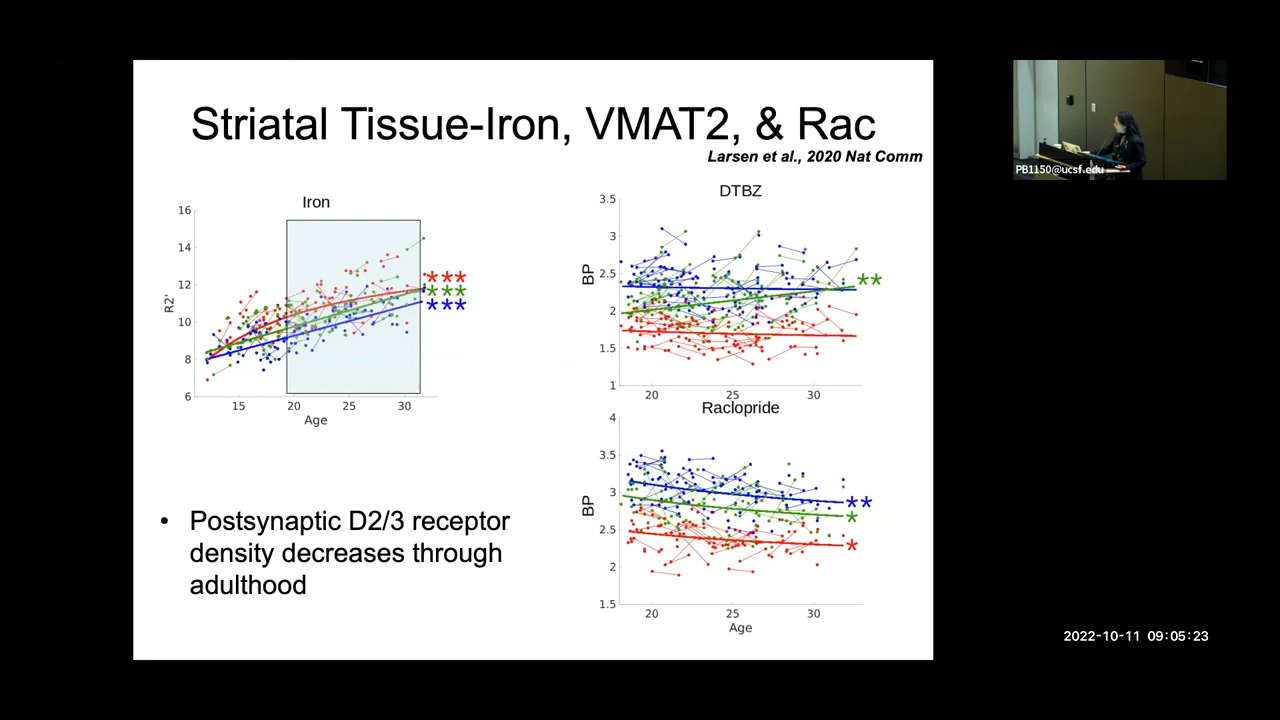 Striatal Tissue-Iron, VMAT2, & Rac
Larsen et al., 2020 Nat Comm
Iron
16
14
12
10
8
6
R2'
15
20
25
30
Age
***
***
***
DTBZ
3.5
3
2.5
2
1.5
1
BP
20
25
30
**
Raclopride
4
3.5
3
2.5
2
1.5
BP
20
25
30
Age
**
*
*
• Postsynaptic D2/3 receptor
density decreases through
adulthood
PB1150@ucsf.edu
2022-10-11 09:05:23